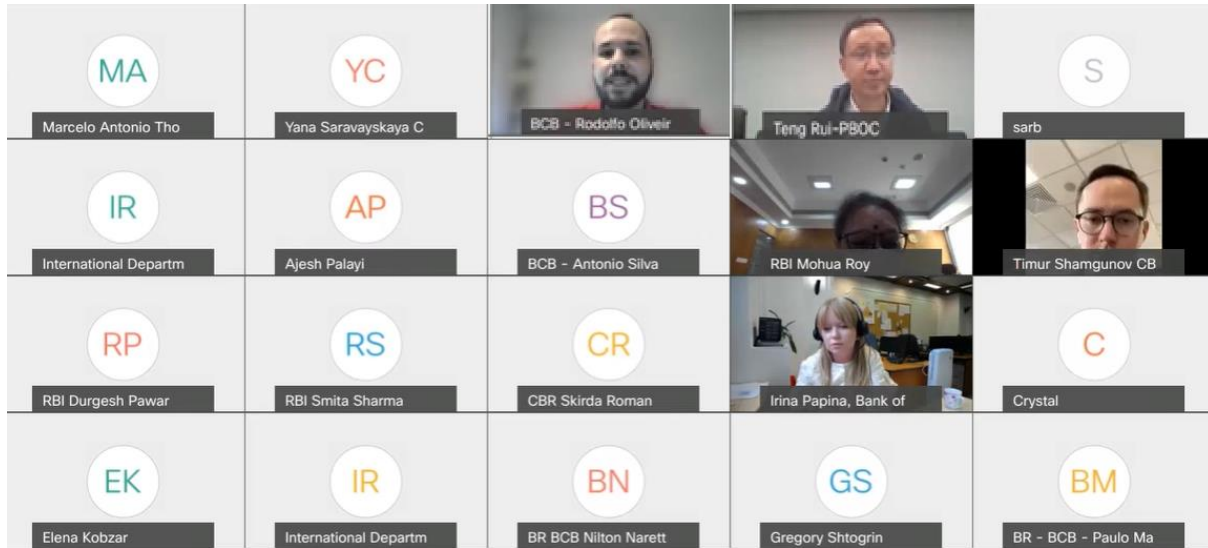 MA
YC
S
Marcelo Antonio Tho
Yana Saravayskaya C
BCB - Rodolfo Oliveir
Teng Rui-PBOC
sarb
IR
AP
BS
International Departm
Ajesh Palayi
BCB - Antonio Silva
RBI Mohua Roy
Timur Shamgunov CB
RP
RS
CR
C
RBI Durgesh Pawar
RBI Smita Sharma
CBR Skirda Roman
Irina Papina, Bank of
Crystal
EK
IR
BN
GS
BM
Elena Kobzar
International Departm
BR BCB Nilton Narett
Gregory Shtogrin
BR - BCB - Paulo Ma